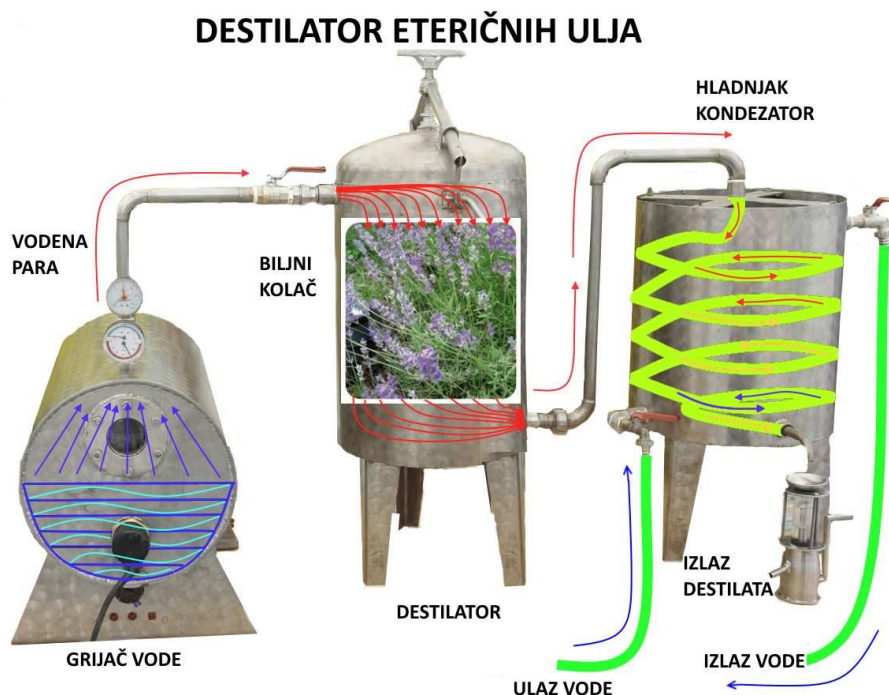 DESTILATOR ETERIČNIH ULJA
HLADNJAK
KONDEZATOR
VODENA
PARA
BILJNI
KOLAČ
IZLAZ
DESTILATA
DESTILATOR
GRIJAČ VODE
ULAZ VODE
IZLAZ VODE